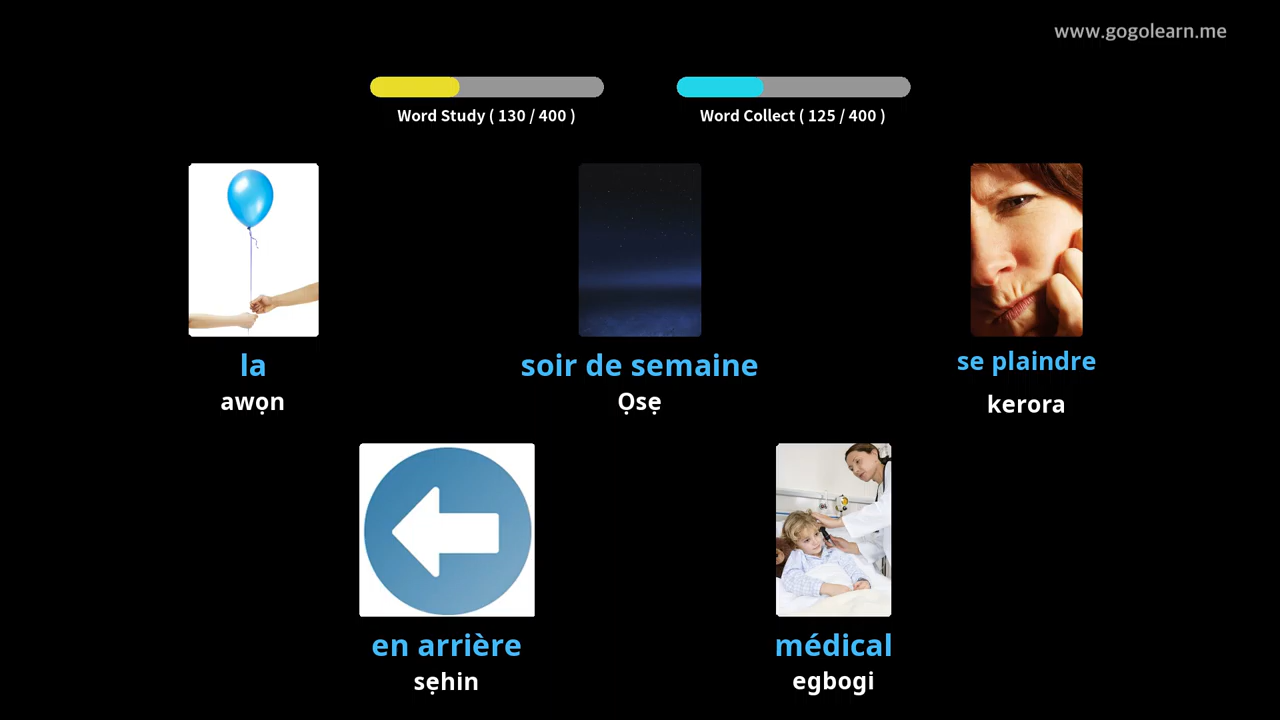 www.gogolearn.me
Word Study ( 130 / 400 )
Word Collect ( 125 / 400 )
la
awọn
soir de semaine
Ọsẹ
se plaindre
kerora
en arrière
sẹhin
médical
egbogi